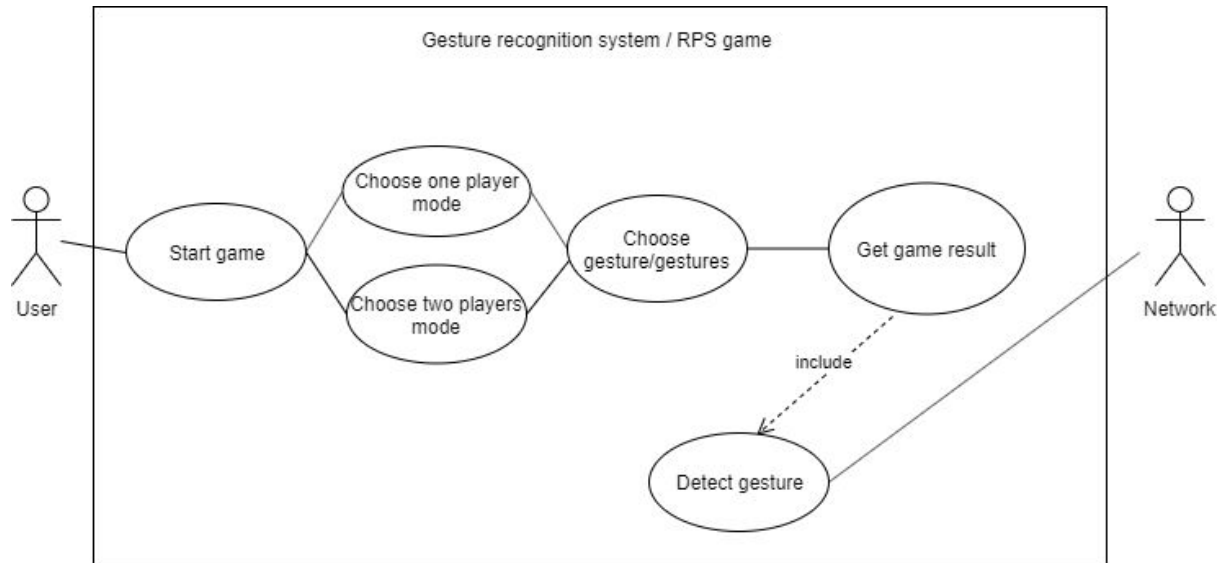 Gesture recognition system / RPS game
Choose one player
mode
Start game
Choose two players
mode
Choose
gesture/gestures
Get game result
User
Network
include
Detect gesture